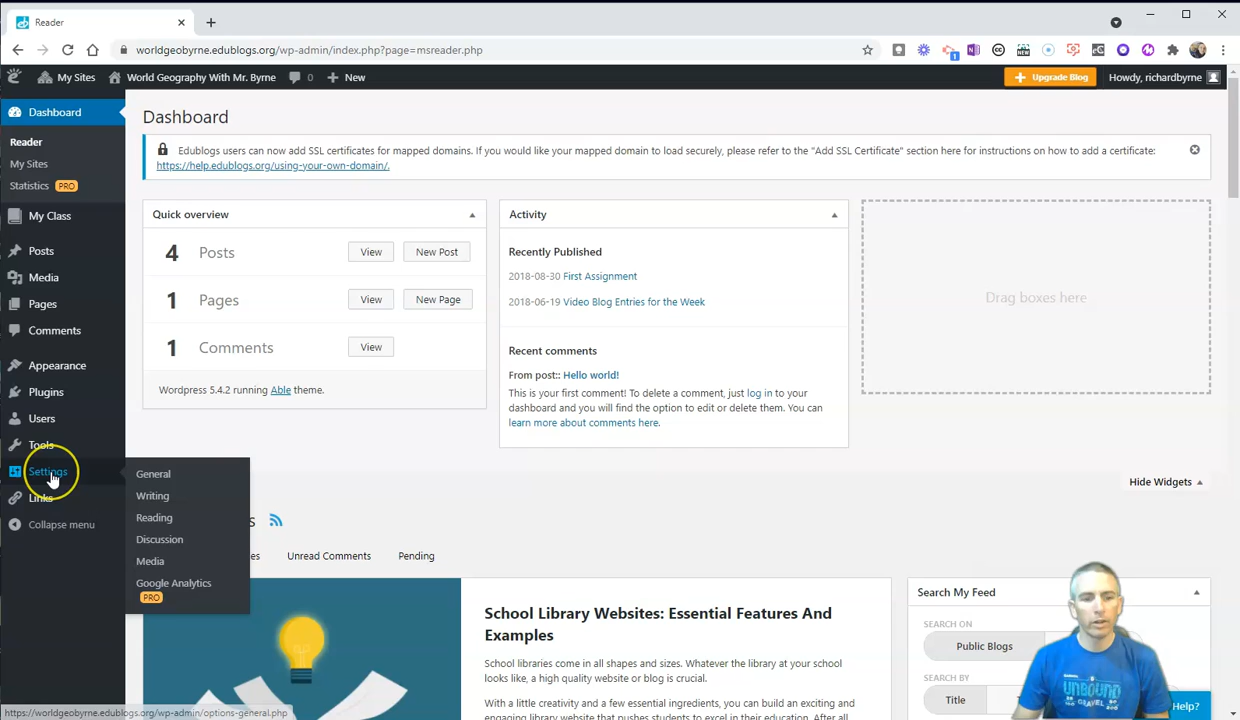 Reader
worldgeobyrne.edublogs.org/wp-admin/index.php?page=msreader.php
My Sites
World Geography With Mr. Byrne
0
New
Upgrade Blog
Howdy, richardbyrne
Dashboard
Reader
My Sites
Statistics PRO
My Class
Posts
Media
Pages
Comments
Appearance
Plugins
Users
Tools
Settings
Links
Collapse menu
General
Writing
Reading
Discussion
Media
Google Analytics
PRO
Dashboard
Edublogs users can now add SSL certificates for mapped domains. If you would like your mapped domain to load securely, please refer to the "Add SSL Certificate" section here for instructions on how to add a certificate:
https://help.edublogs.org/using-your-own-domain/.
Quick overview
4 Posts View New Post
1 Pages View New Page
1 Comments View
Wordpress 5.4.2 running Able theme.
Activity
Recently Published
2018-08-30 First Assignment
2018-06-19 Video Blog Entries for the Week
Recent comments
From post:: Hello world!
This is your first comment! To delete a comment, just log in to your
dashboard and you will find the option to edit or delete them. You can
learn more about comments here.
Drag boxes here
Hide Widgets
Unread Comments
Pending
School Library Websites: Essential Features And
Examples
School libraries come in all shapes and sizes. Whatever the library at your school
looks like, a high quality website or blog is crucial.
With a little creativity and a few essential ingredients, you can build an exciting and
engaging library website that pushes students to excel in their education. After all
Search My Feed
SEARCH ON
Public Blogs
SEARCH BY
Title
UNBOUND
GRAVEL
Help?
https://worldgeobyrne.edublogs.org/wp-admin/options-general.php